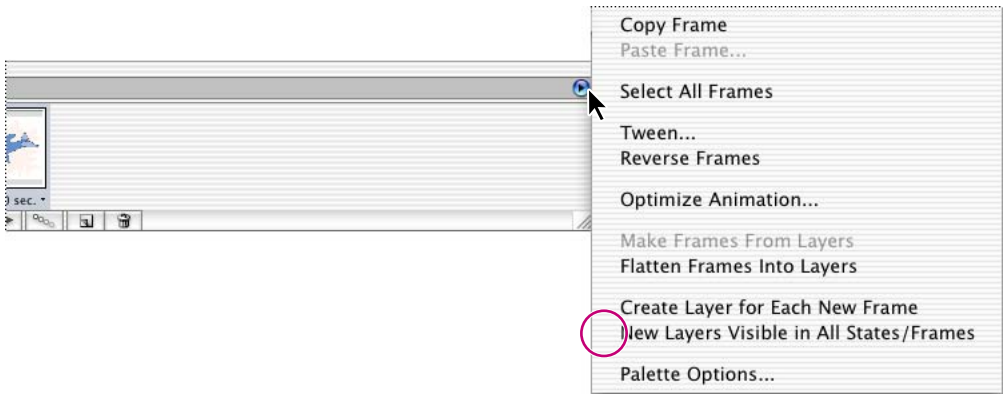 Copy Frame
Paste Frame...
Select All Frames
Tween...
Reverse Frames
Optimize Animation...
Make Frames From Layers
Flatten Frames Into Layers
Create Layer for Each New Frame
New Layers Visible in All States/Frames
Palette Options...
sec.